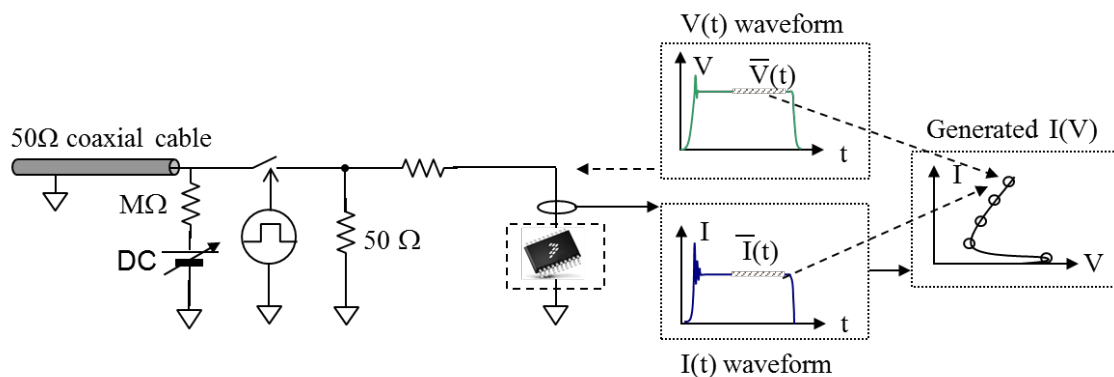 V(t) waveform
V
V(t)
t
50Ω coaxial cable
Generated I(V)
MΩ
DC
50 Ω
I
I(t)
t
I
V
I(t) waveform